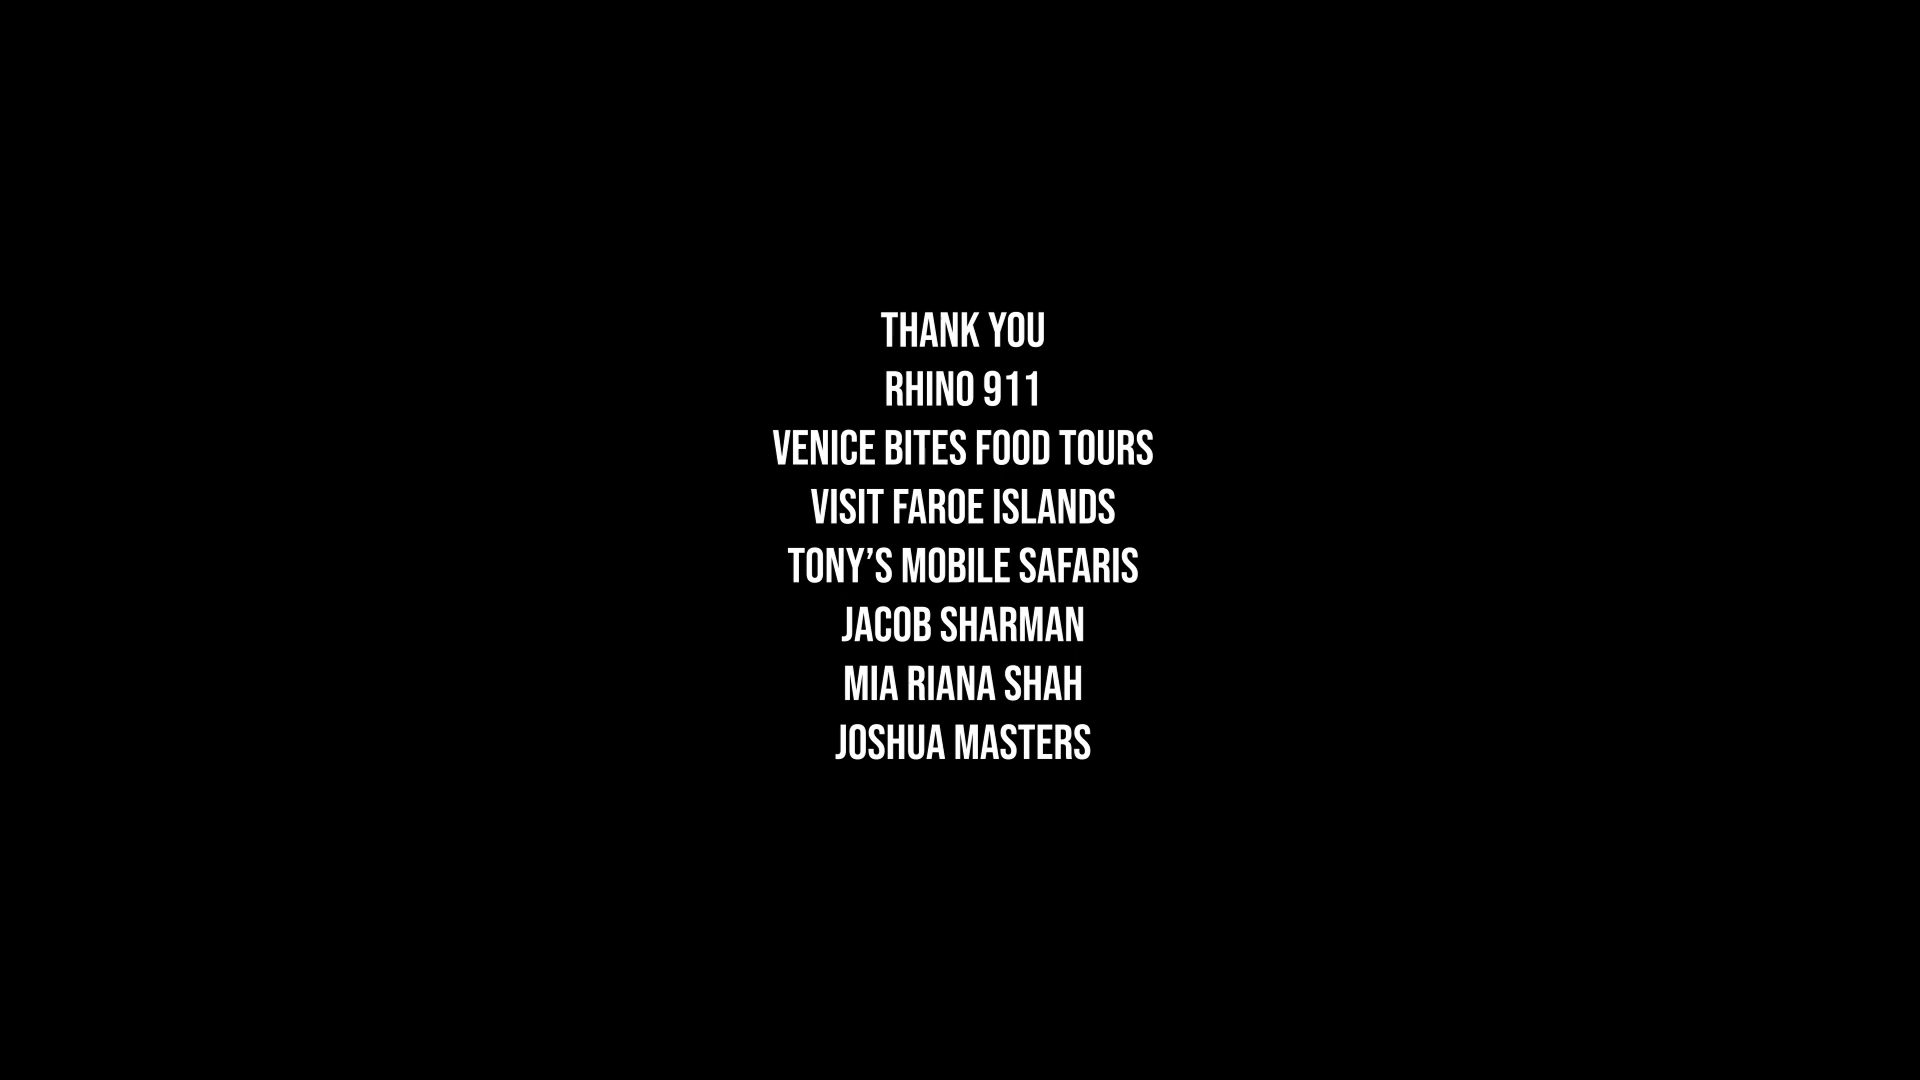 THANK YOU
RHINO 911
VENICE BITES FOOD TOURS
VISIT FAROE ISLANDS
TONY’S MOBILE SAFARIS
JACOB SHARMAN
MIA RIANA SHAH
JOSHUA MASTERS